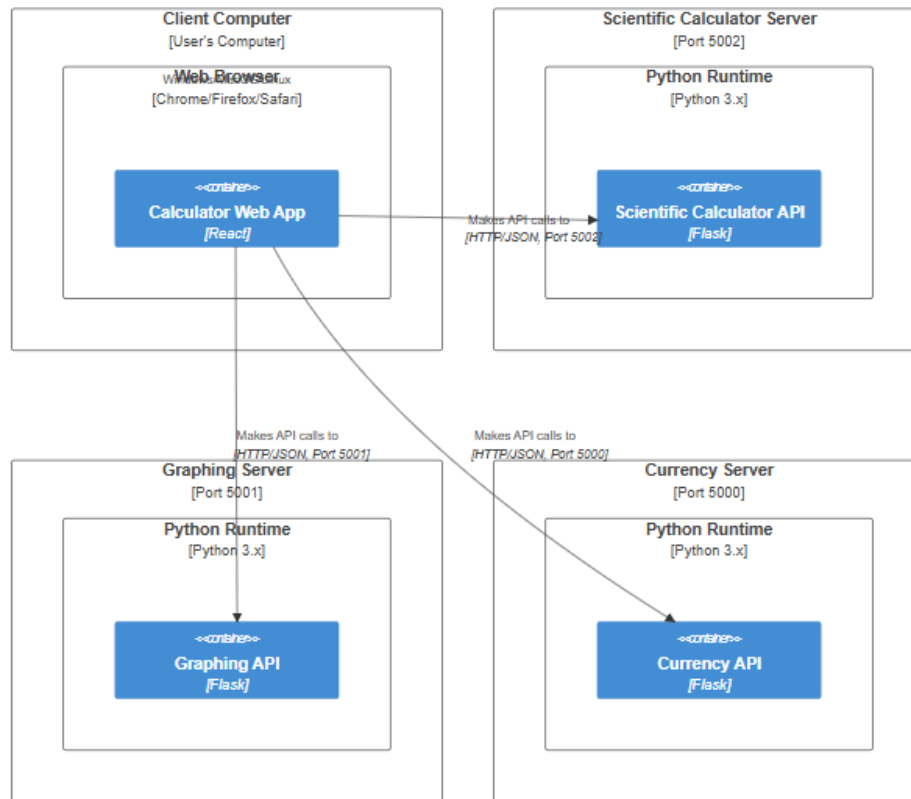 Client Computer
[User's Computer]
Web Browser
[Chrome/Firefox/Safari]
<<container>>
Calculator Web App
[React]
Scientific Calculator Server
[Port 5002]
Python Runtime
[Python 3.x]
<<container>>
Scientific Calculator API
[Flask]
Makes API calls to
[HTTP/JSON, Port 5002]
Makes API calls to
[HTTP/JSON, Port 5001]
Makes API calls to
[HTTP/JSON, Port 5000]
Graphing Server
[Port 5001]
Python Runtime
[Python 3.x]
<<container>>
Graphing API
[Flask]
Currency Server
[Port 5000]
Python Runtime
[Python 3.x]
<<container>>
Currency API
[Flask]